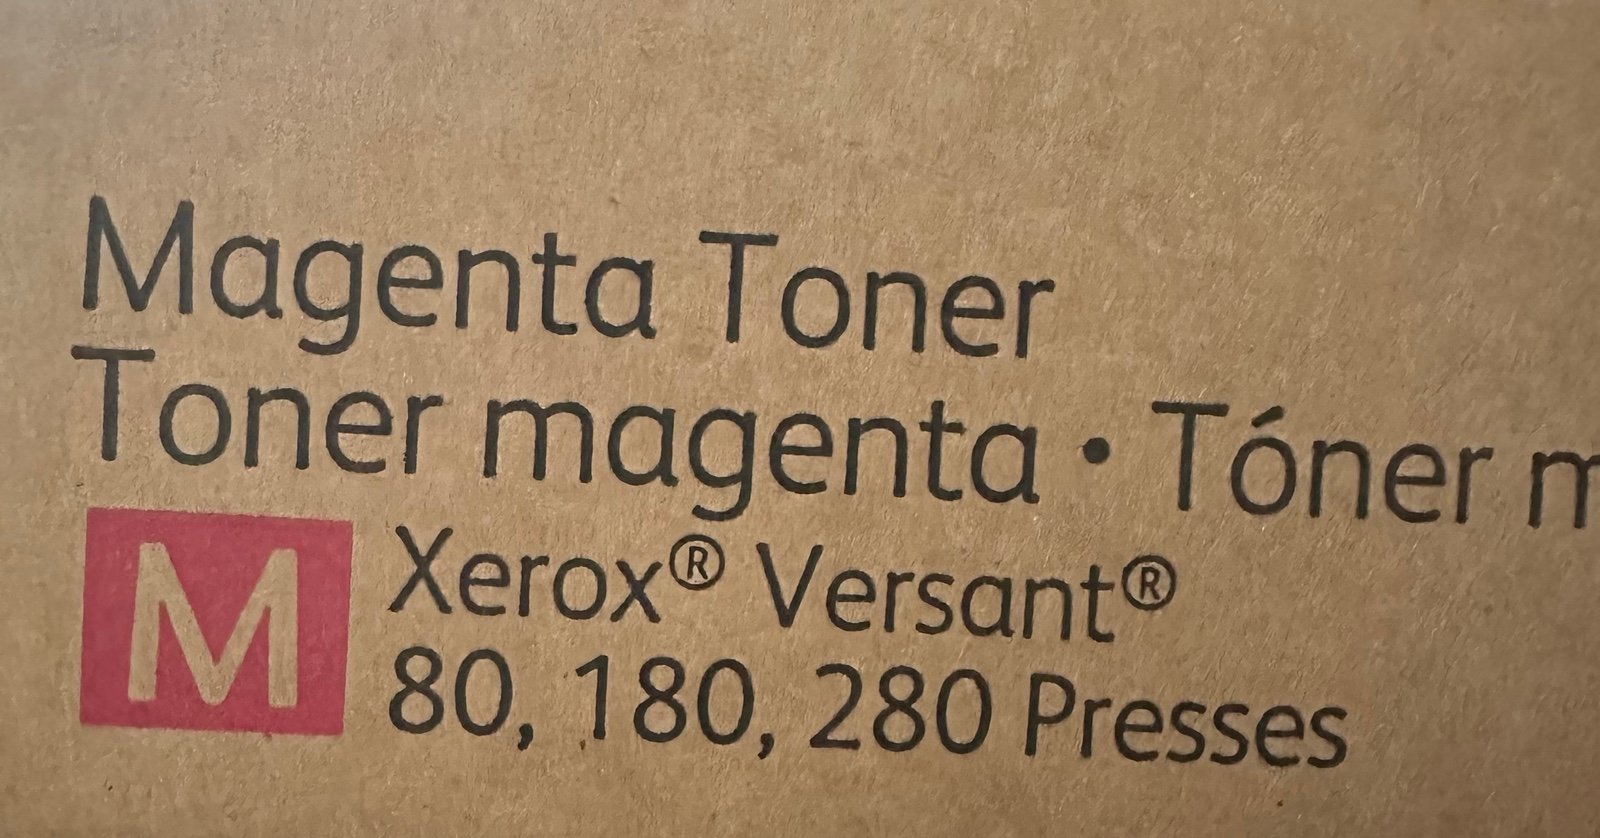 Magenta Toner
Toner magenta • Tóner m
M
Xerox® Versant®
80, 180, 280 Presses